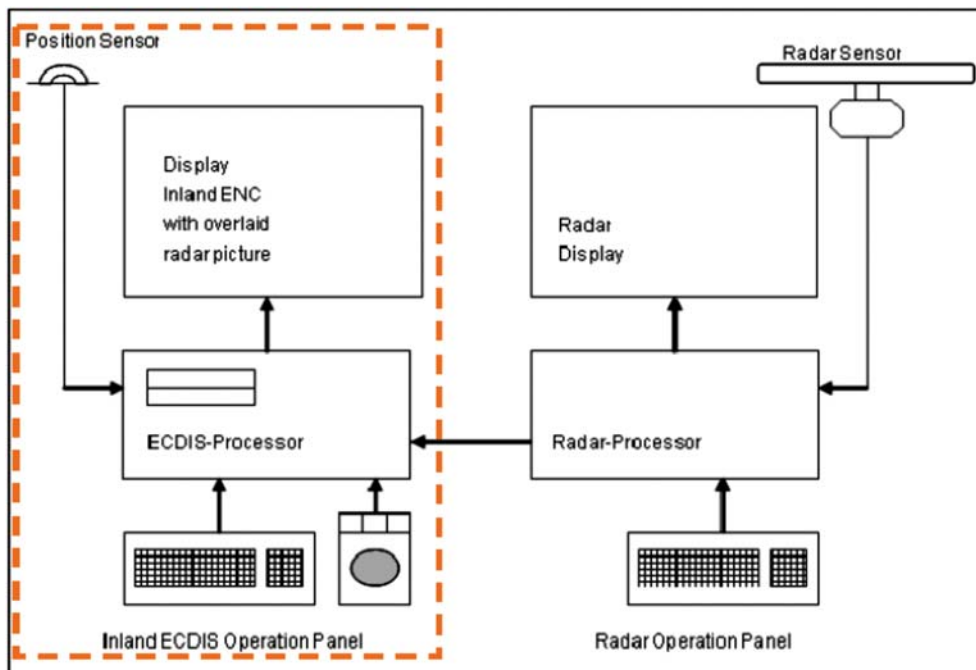 Position Sensor
Radar Sensor
Display
Inland ENC
with overlaid
radar picture
Radar
Display
ECDIS-Processor
Radar-Processor
Inland ECDIS Operation Panel
Radar Operation Panel